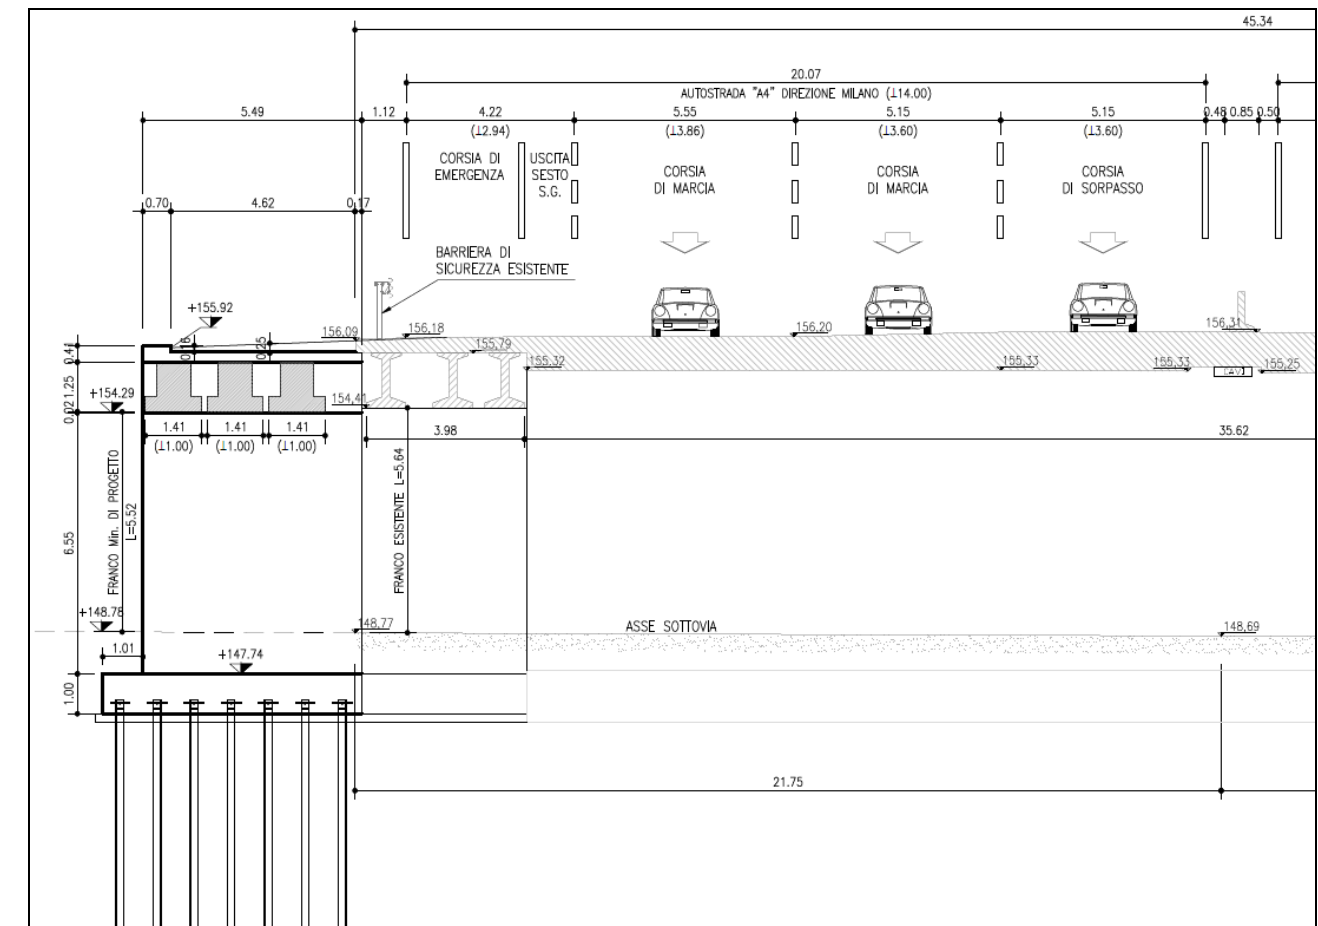 45.34
20.07
AUTOSTRADA "A4" DIREZIONE MILANO (⊥14.00)
5.49
1.12
4.22
5.55
5.15
5.15
0.48
0.85
0.50
(⊥2.94)
(⊥3.86)
(⊥3.60)
(⊥3.60)
CORSIA DI
EMERGENZA
USCITA
SESTO
S.G.
CORSIA
DI MARCIA
CORSIA
DI MARCIA
CORSIA
DI SORPASSO
0.70
4.62
0.17
BARRIERA DI
SICUREZZA ESISTENTE
+155.92
156,09
156,18
156,20
156,31
0.16
0.25
155,79
155,32
155,33
155,33
155,25
0.41
1.25
0.02
+154.29
154,41
1.41
1.41
1.41
(⊥1.00)
(⊥1.00)
(⊥1.00)
3.98
35.62
FRANCO Min. DI PROGETTO
L=5.52
FRANCO ESISTENTE L=5.64
6.55
+148.78
148,77
ASSE SOTTOVIA
148,69
1.01
+147.74
1.00
21.75